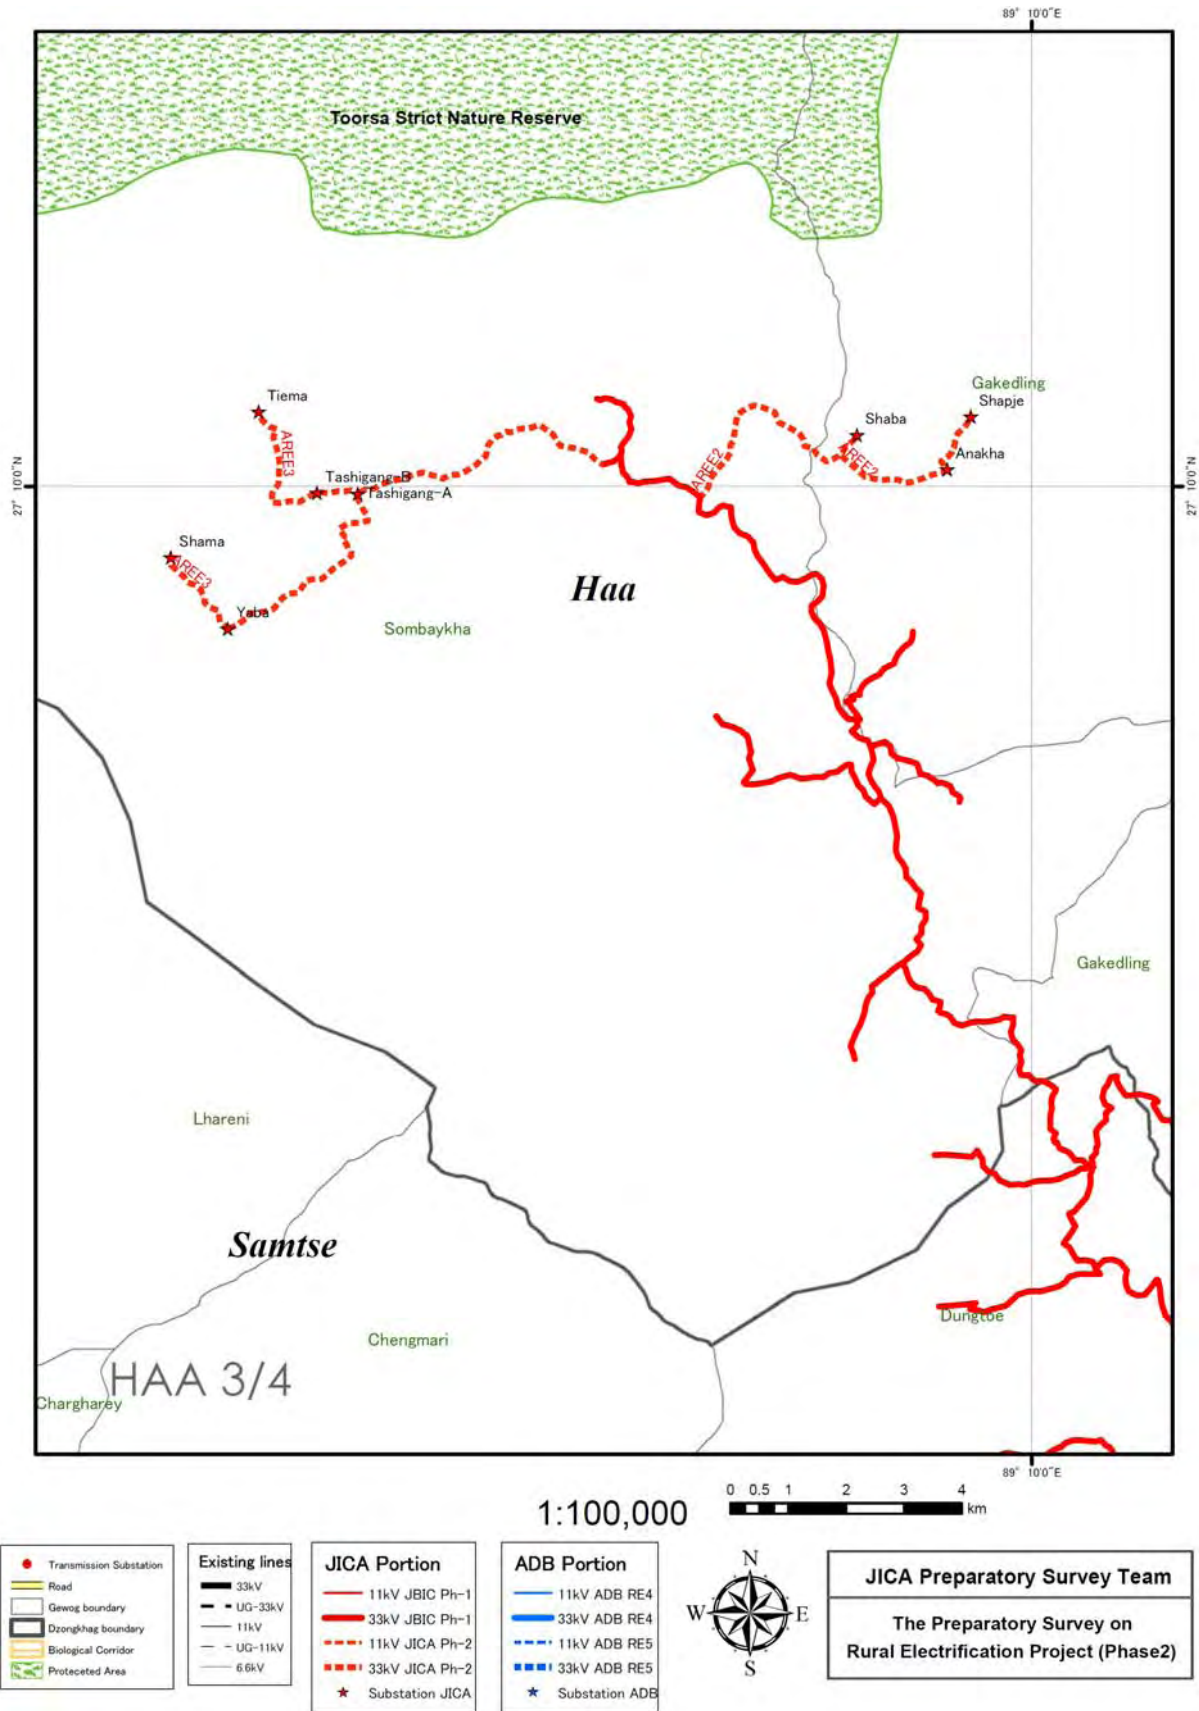 89° 10'0"E
Toorsa Strict Nature Reserve
Gakedling
Shapje
Tiema
Shaba
AREE3
AREE2
AREE2
Anakha
Tashigang-B
Tashigang-A
27° 10'0"N
27° 10'0"N
Shama
AREE3
Haa
Yaba
Sombaykha
Gakedling
Lhareni
Samtse
Dungtoe
Chengmari
HAA 3/4
Chargharey
89° 10'0"E
1:100,000
0 0.5 1 2 3 4
km
Transmission Substation
Road
Gewog boundary
Dzongkhag boundary
Biological Corridor
Proteceted Area
Existing lines
33kV
UG-33kV
11kV
UG-11kV
6.6kV
JICA Portion
11kV JBIC Ph-1
33kV JBIC Ph-1
11kV JICA Ph-2
33kV JICA Ph-2
Substation JICA
ADB Portion
11kV ADB RE4
33kV ADB RE4
11kV ADB RE5
33kV ADB RE5
Substation ADB
N
W E
S
JICA Preparatory Survey Team
The Preparatory Survey on
Rural Electrification Project (Phase2)